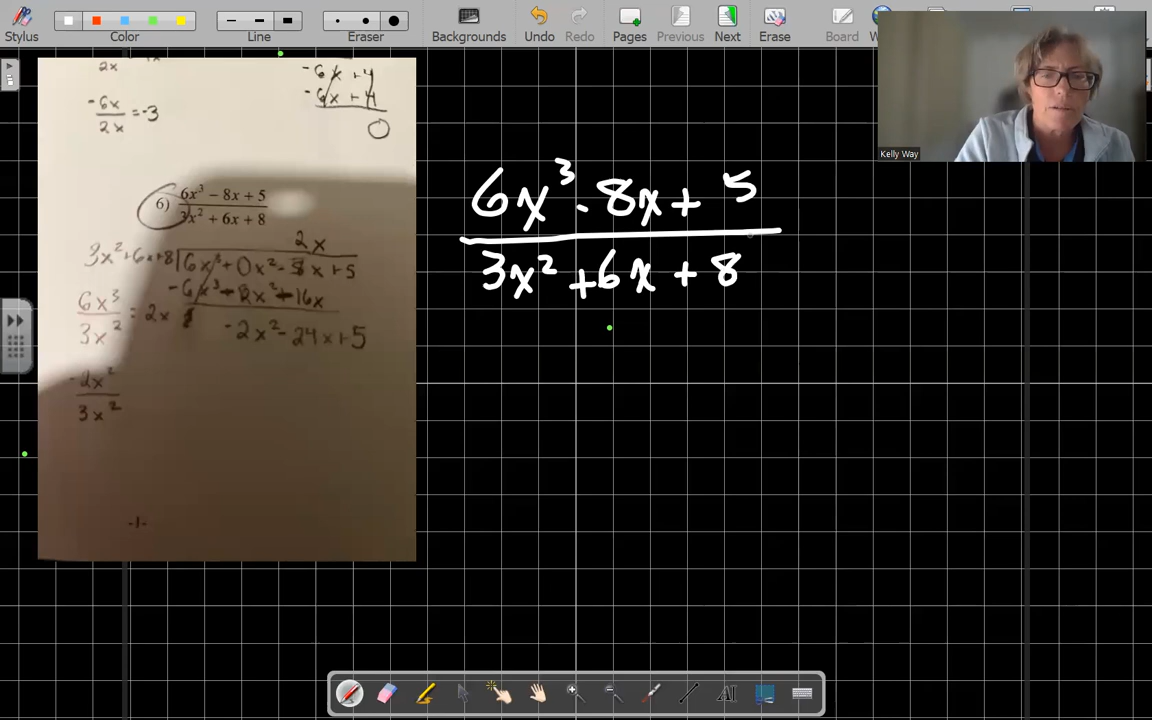 Stylus Color Line Eraser Backgrounds Undo Redo Pages Previous Next Erase Board
Kelly Way
2x
-6x + 4
-6x + 4
0
-6x
2x
= -3
6)
6x³ − 8x + 5
3x² + 6x + 8
2x
3x² + 6x + 8 6x³ + 0x² - 8x + 5
-6x³ + 8x² + 16x
6x³
3x²
= 2x
-2x² - 24x + 5
-2x²
3x²
-1-
6x³ - 8x + 5
3x² + 6x + 8